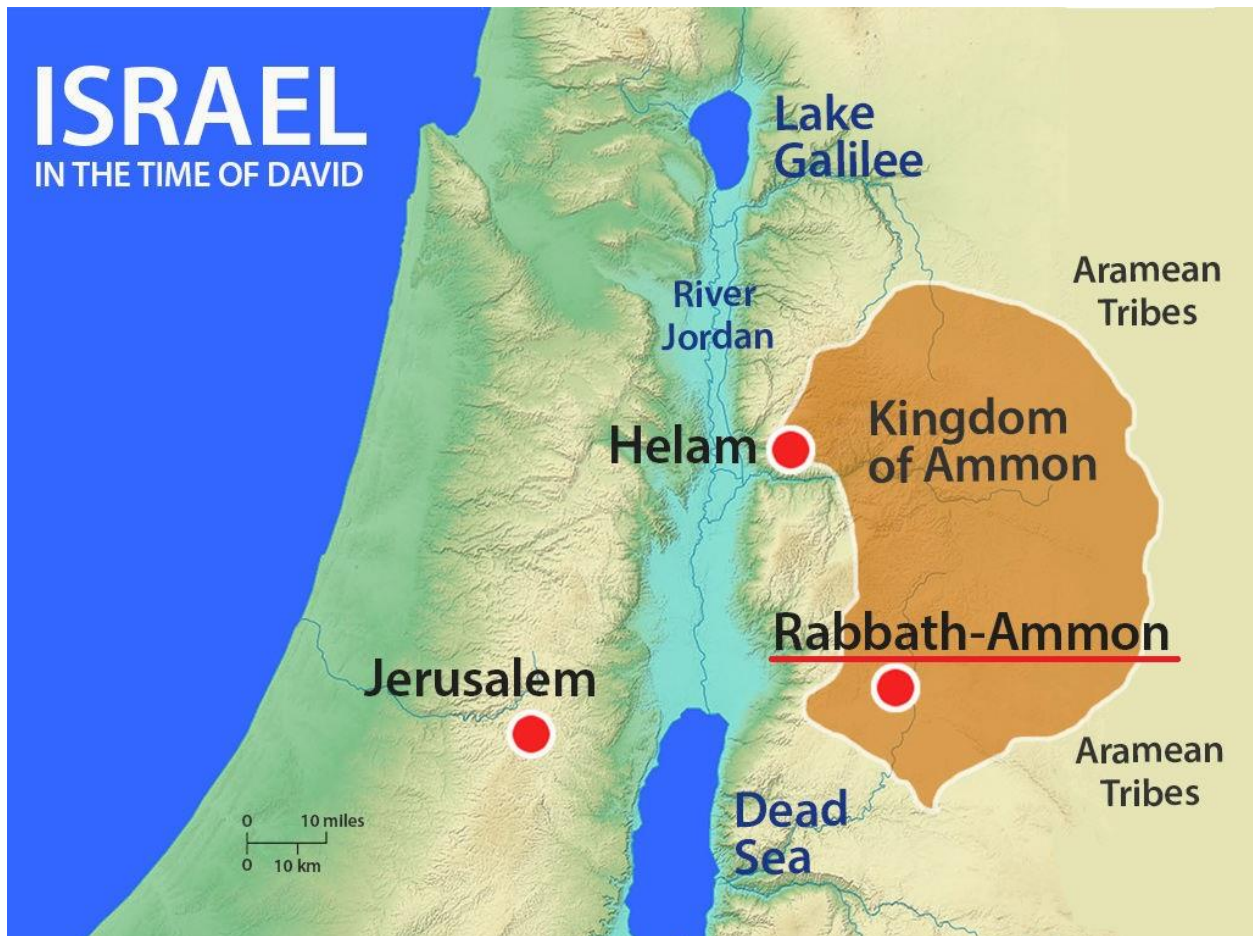 ISRAEL
IN THE TIME OF DAVID
Lake
Galilee
Aramean
Tribes
River
Jordan
Kingdom
of Ammon
Helam
Rabbath-Ammon
Jerusalem
Aramean
Tribes
Dead
Sea
0 10 miles
0 10 km